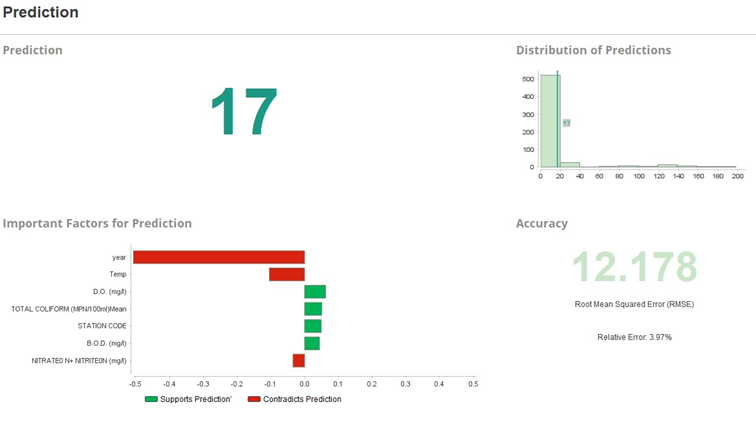 Prediction
Prediction
17
Distribution of Predictions
500
400
300
200
100
0
17
0 20 40 60 80 100 120 140 160 180 200
Important Factors for Prediction
year
Temp
D.O. (mg/l)
TOTAL COLIFORM (MPN/100ml)Mean
STATION CODE
B.O.D. (mg/l)
NITRATE0 N+ NITRITE0N (mg/l)
-0.5 -0.4 -0.3 -0.2 -0.1 0.0 0.1 0.2 0.3 0.4 0.5
Supports Prediction' Contradicts Prediction
Accuracy
12.178
Root Mean Squared Error (RMSE)
Relative Error: 3.97%